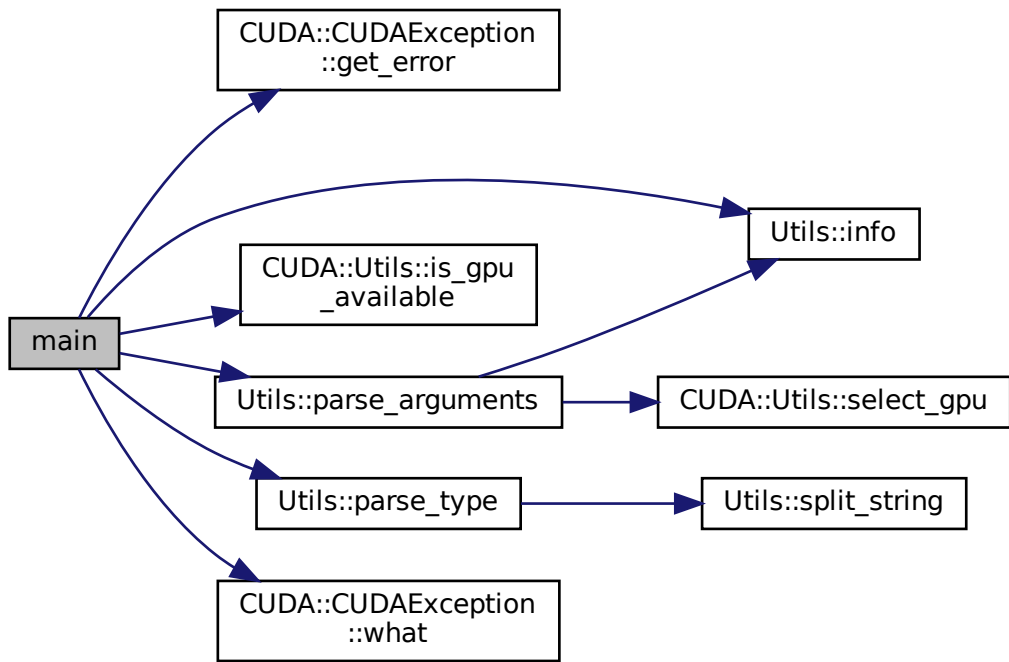 CUDA::CUDAException
::get_error
Utils::info
CUDA::Utils::is_gpu
_available
main
Utils::parse_arguments
CUDA::Utils::select_gpu
Utils::parse_type
Utils::split_string
CUDA::CUDAException
::what